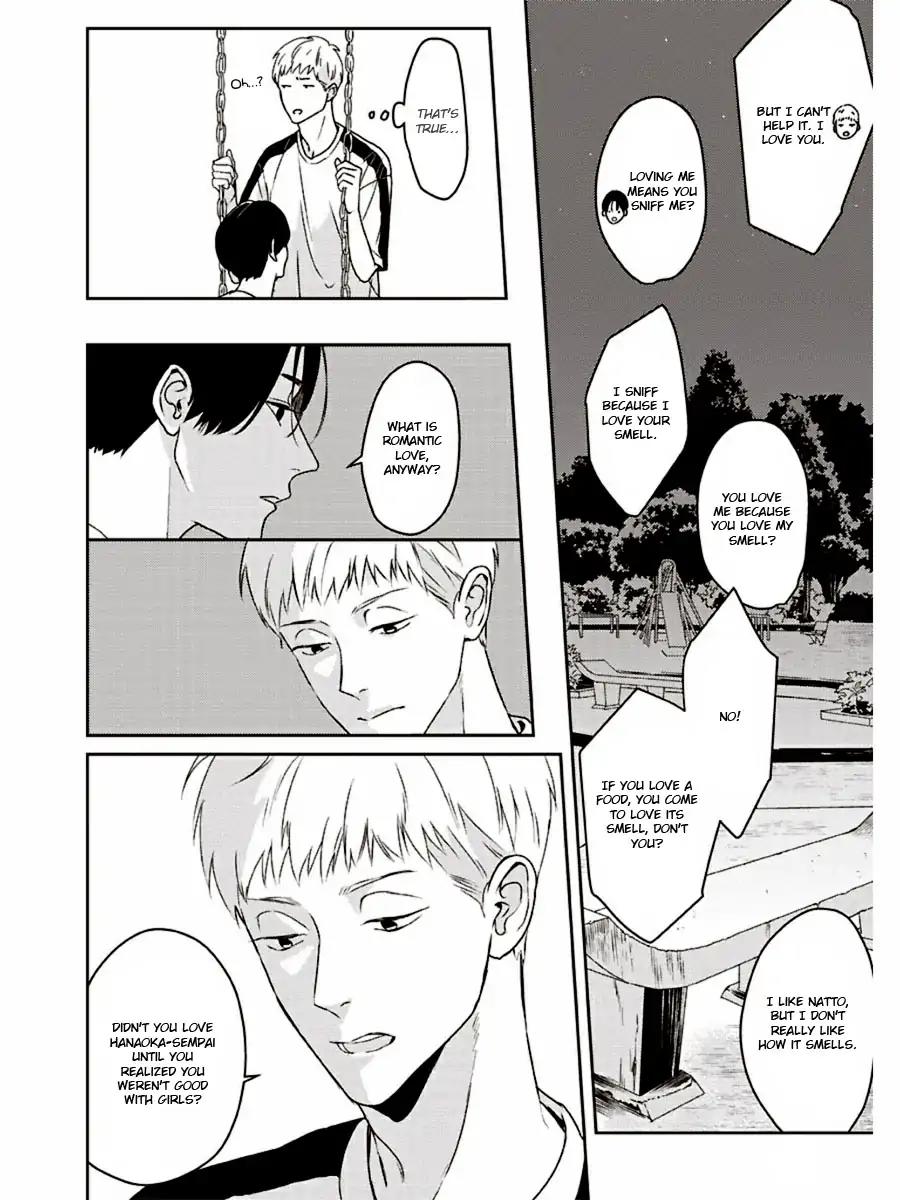 BUT I CAN'T
HELP IT. I
LOVE YOU.
LOVING ME
MEANS YOU
SNIFF ME?
I SNIFF
BECAUSE I
LOVE YOUR
SMELL.
YOU LOVE
ME BECAUSE
YOU LOVE MY
SMELL?
NO!
IF YOU LOVE A
FOOD, YOU COME
TO LOVE ITS
SMELL, DON'T
YOU?
I LIKE NATTO,
BUT I DON'T
REALLY LIKE
HOW IT SMELLS.
THAT'S
TRUE...
Oh...?
WHAT IS
ROMANTIC
LOVE,
ANYWAY?
DIDN'T YOU LOVE
HANAOKA-SEMPAI
UNTIL YOU
REALIZED YOU
WEREN'T GOOD
WITH GIRLS?